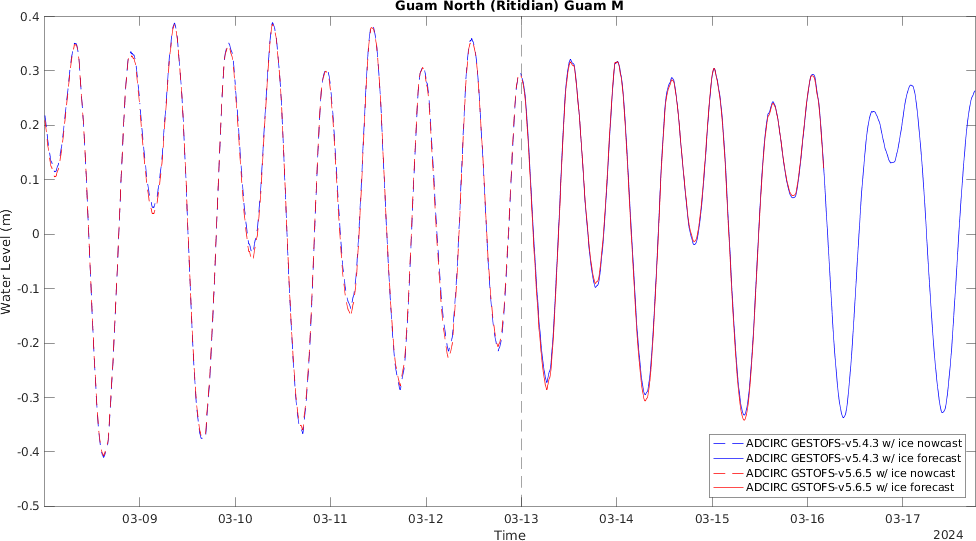 Guam North (Ritidian) Guam M
0.4
0.3
0.2
0.1
0
-0.1
-0.2
-0.3
-0.4
-0.5
Water Level (m)
ADCIRC GESTOFS-v5.4.3 w/ ice nowcast
ADCIRC GESTOFS-v5.4.3 w/ ice forecast
ADCIRC GSTOFS-v5.6.5 w/ ice nowcast
ADCIRC GSTOFS-v5.6.5 w/ ice forecast
03-09 03-10 03-11 03-12 03-13 03-14 03-15 03-16 03-17
Time
2024